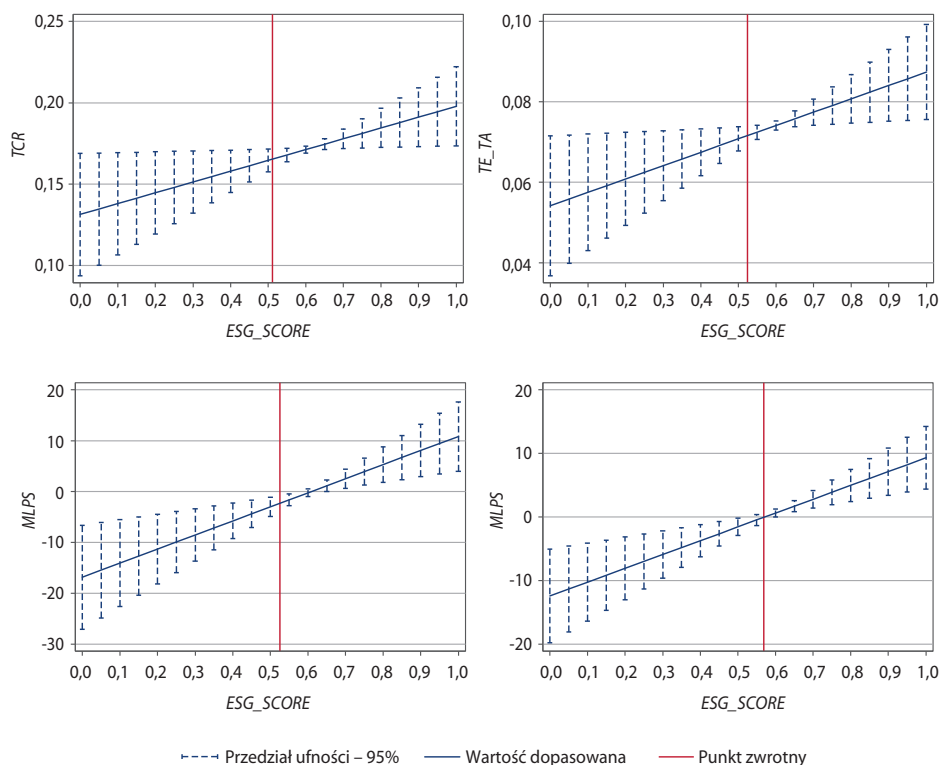 0,25
0,20
0,15
0,10
TCR
0,0 0,1 0,2 0,3 0,4 0,5 0,6 0,7 0,8 0,9 1,0
ESG_SCORE
0,10
0,08
0,06
0,04
TE_TA
0,0 0,1 0,2 0,3 0,4 0,5 0,6 0,7 0,8 0,9 1,0
ESG_SCORE
20
10
0
-10
-20
-30
MLPS
0,0 0,1 0,2 0,3 0,4 0,5 0,6 0,7 0,8 0,9 1,0
ESG_SCORE
20
10
0
-10
-20
MLPS
0,0 0,1 0,2 0,3 0,4 0,5 0,6 0,7 0,8 0,9 1,0
ESG_SCORE
Przedział ufności – 95% Wartość dopasowana Punkt zwrotny